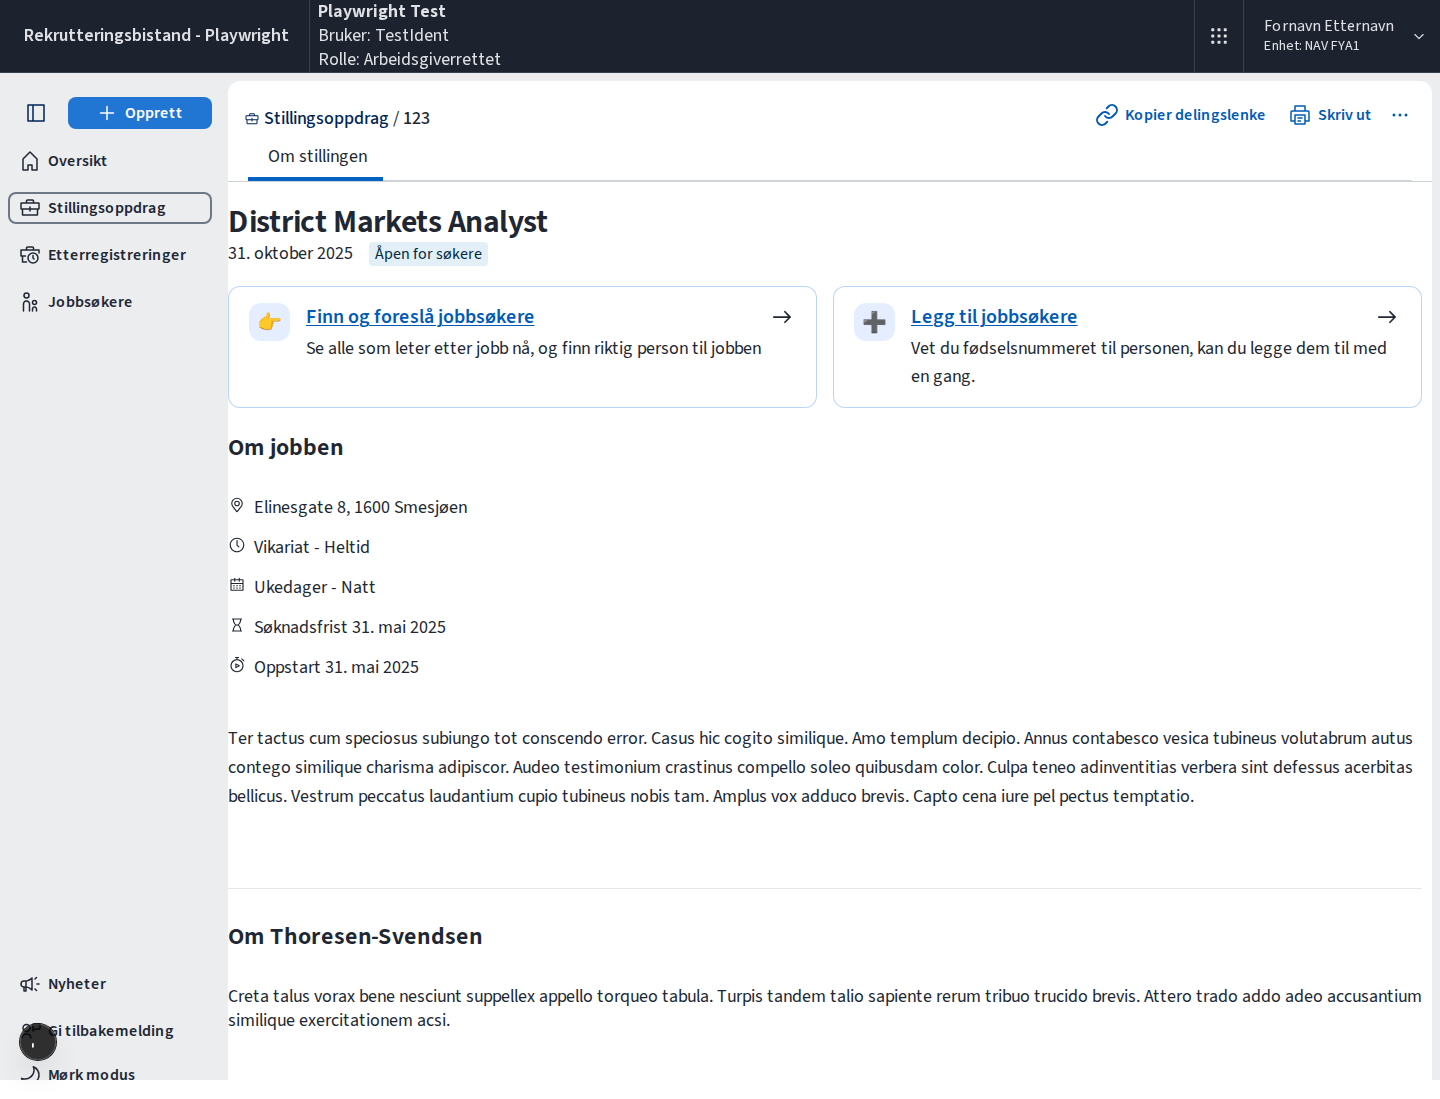 Rekrutteringsbistand - Playwright
Playwright Test
Bruker: TestIdent
Rolle: Arbeidsgiverrettet
Fornavn Etternavn
Enhet: NAV FYA1
Opprett
Oversikt
Stillingsoppdrag
Etterregistreringer
Jobbsøkere
Stillingsoppdrag / 123
Kopier delingslenke
Skriv ut
Om stillingen
District Markets Analyst
31. oktober 2025
Åpen for søkere
Finn og foreslå jobbsøkere
Se alle som leter etter jobb nå, og finn riktig person til jobben
Legg til jobbsøkere
Vet du fødselsnummeret til personen, kan du legge dem til med
en gang.
Om jobben
Elinesgate 8, 1600 Smesjøen
Vikariat - Heltid
Ukedager - Natt
Søknadsfrist 31. mai 2025
Oppstart 31. mai 2025
Ter tactus cum speciosus subiungo tot conscendo error. Casus hic cogito similique. Amo templum decipio. Annus contabesco vesica tubineus volutabrum autus
contego similique charisma adipiscor. Audeo testimonium crastinus compello soleo quibusdam color. Culpa teneo adinventitias verbera sint defessus acerbitas
bellicus. Vestrum peccatus laudantium cupio tubineus nobis tam. Amplus vox adduco brevis. Capto cena iure pel pectus temptatio.
Om Thoresen-Svendsen
Creta talus vorax bene nesciunt suppellex appello torqueo tabula. Turpis tandem talio sapiente rerum tribuo trucido brevis. Attero trado addo adeo accusantium
similique exercitationem acsi.
Nyheter
Gi tilbakemelding
Mørk modus